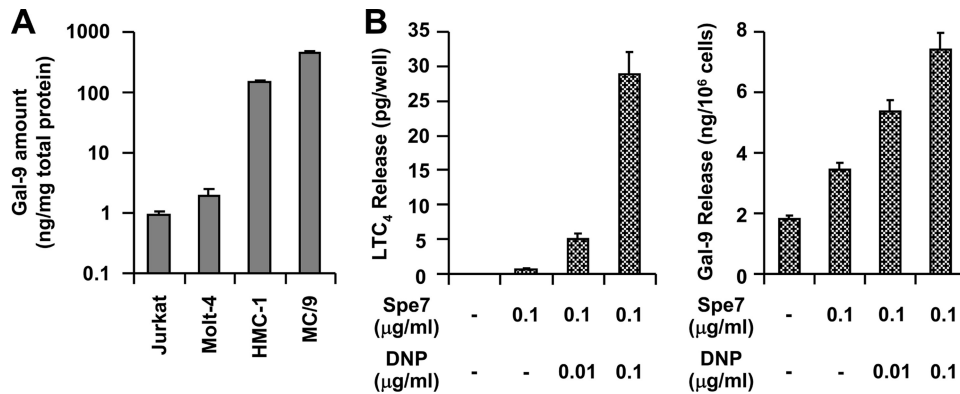 A
Gal-9 amount
(ng/mg total protein)
1000
100
10
1
0.1
Jurkat
Molt-4
HMC-1
MC/9
B
LTC4 Release (pg/well)
35
30
25
20
15
10
5
0
Spe7
(μg/ml)
- 0.1 0.1 0.1
DNP
(μg/ml)
- - 0.01 0.1
Gal-9 Release (ng/10⁶ cells)
8
6
4
2
0
Spe7
(μg/ml)
- 0.1 0.1 0.1
DNP
(μg/ml)
- - 0.01 0.1